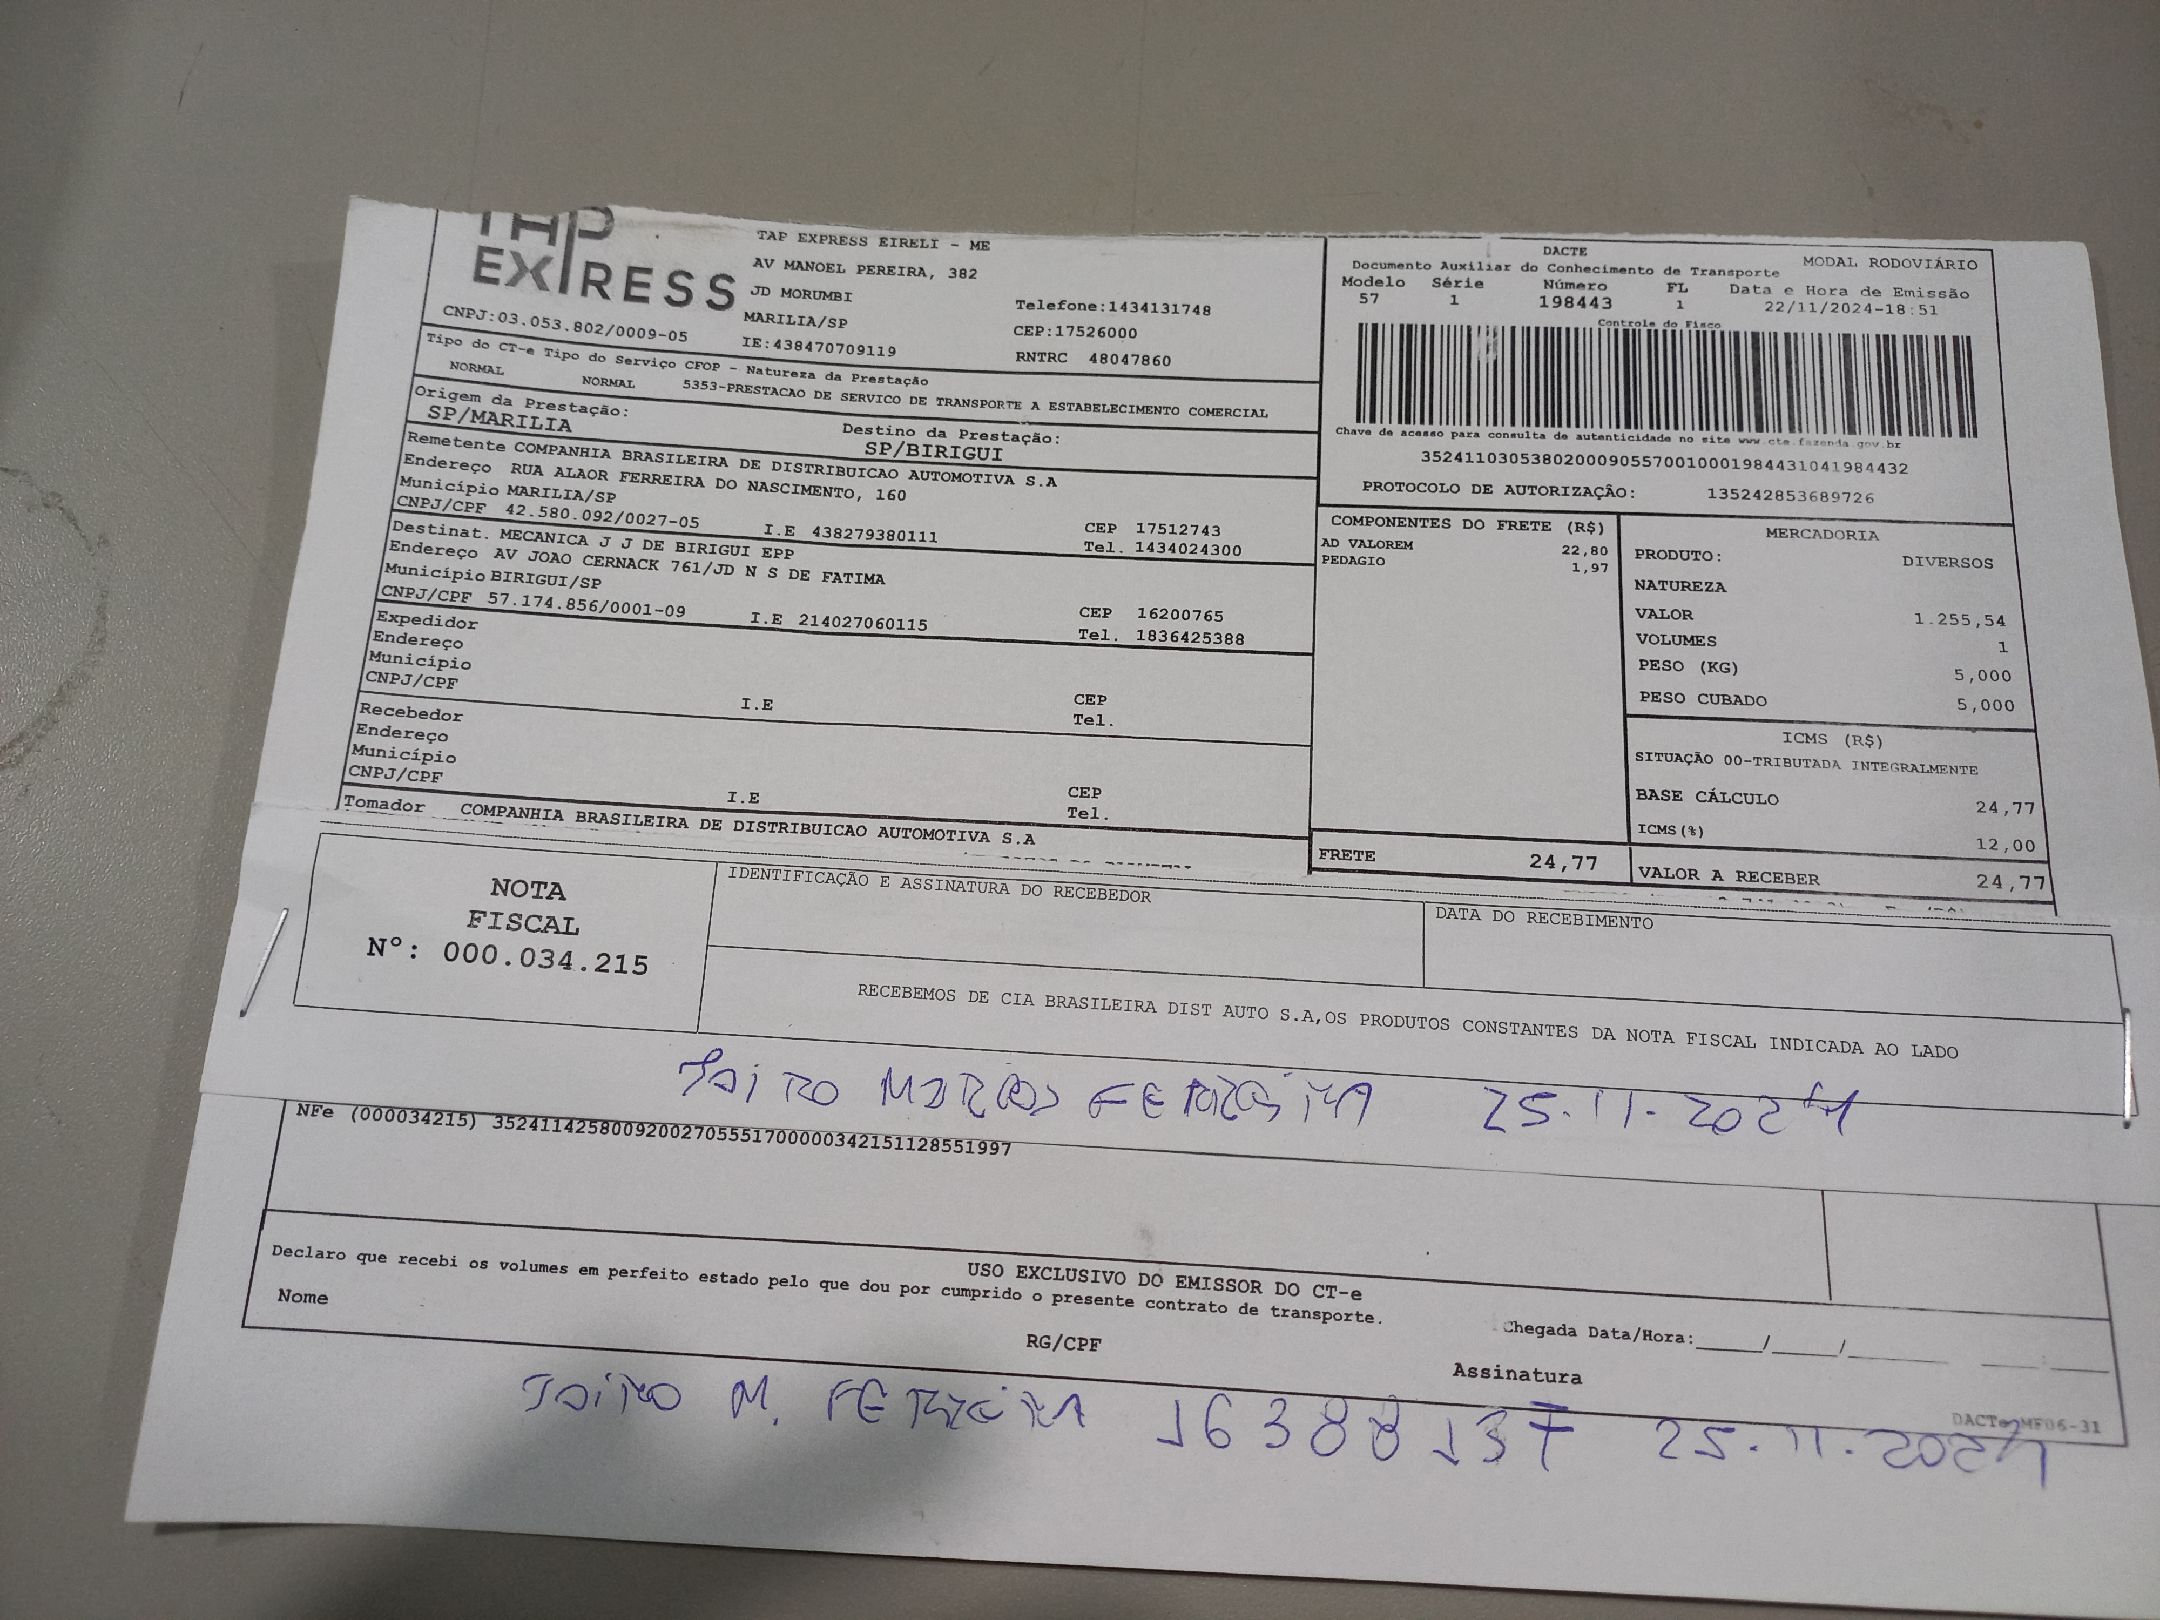 TAP
EXPRESS
CNPJ:03.053.802/0009-05
TAP EXPRESS EIRELI - ME
AV MANOEL PEREIRA, 382
JD MORUMBI
MARILIA/SP
IE:438470709119
Telefone:1434131748
CEP:17526000
RNTRC 48047860
DACTE
MODAL RODOVIÁRIO
Documento Auxiliar do Conhecimento de Transporte
Modelo Série Número FL Data e Hora de Emissão
57 1 198443 1 22/11/2024-18:51
Controle do Fisco
Chave de acesso para consulta de autenticidade no site www.cte.fazenda.gov.br
35241103053802000905570010001984431041984432
PROTOCOLO DE AUTORIZAÇÃO: 135242853689726
Tipo do CT-e Tipo do Serviço CFOP - Natureza da Prestação
NORMAL NORMAL 5353-PRESTACAO DE SERVICO DE TRANSPORTE A ESTABELECIMENTO COMERCIAL
Origem da Prestação: Destino da Prestação:
SP/MARILIA SP/BIRIGUI
Remetente COMPANHIA BRASILEIRA DE DISTRIBUICAO AUTOMOTIVA S.A
Endereço RUA ALAOR FERREIRA DO NASCIMENTO, 160
Município MARILIA/SP CEP 17512743
CNPJ/CPF 42.580.092/0027-05 I.E 438279380111 Tel. 1434024300
Destinat. MECANICA J J DE BIRIGUI EPP
Endereço AV JOAO CERNACK 761/JD N S DE FATIMA
Município BIRIGUI/SP CEP 16200765
CNPJ/CPF 57.174.856/0001-09 I.E 214027060115 Tel. 1836425388
Expedidor
Endereço
Município CEP
CNPJ/CPF I.E Tel.
Recebedor
Endereço
Município CEP
CNPJ/CPF I.E Tel.
Tomador COMPANHIA BRASILEIRA DE DISTRIBUICAO AUTOMOTIVA S.A
COMPONENTES DO FRETE (R$)
AD VALOREM 22,80
PEDAGIO 1,97
FRETE 24,77
MERCADORIA
PRODUTO: DIVERSOS
NATUREZA
VALOR 1.255,54
VOLUMES 1
PESO (KG) 5,000
PESO CUBADO 5,000
ICMS (R$)
SITUAÇÃO 00-TRIBUTADA INTEGRALMENTE
BASE CÁLCULO 24,77
ICMS(%) 12,00
VALOR A RECEBER 24,77
NOTA
FISCAL
Nº: 000.034.215
IDENTIFICAÇÃO E ASSINATURA DO RECEBEDOR
DATA DO RECEBIMENTO
RECEBEMOS DE CIA BRASILEIRA DIST AUTO S.A,OS PRODUTOS CONSTANTES DA NOTA FISCAL INDICADA AO LADO
JAIRO MARCOS FERREIRA 25.11.2024
NFe (000034215) 35241142580092002705551700000342151128551997
USO EXCLUSIVO DO EMISSOR DO CT-e
Declaro que recebi os volumes em perfeito estado pelo que dou por cumprido o presente contrato de transporte.
Nome RG/CPF Assinatura Chegada Data/Hora:____/____/______ ____:____
JAIRO M. FERREIRA 16388137 25.11.2024
DACTe MF06-31